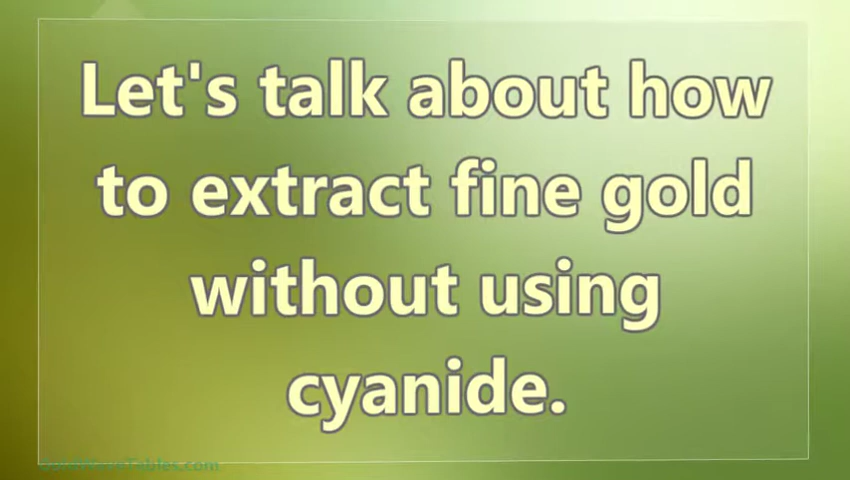 Let's talk about how
to extract fine gold
without using
cyanide.